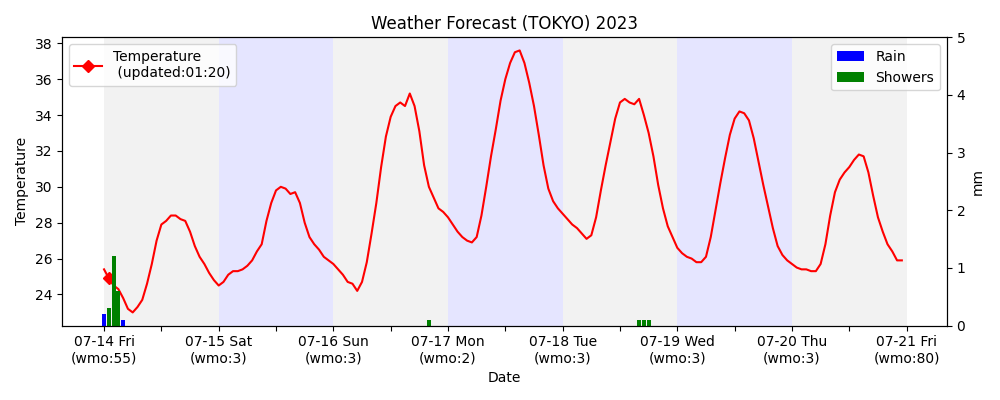 Weather Forecast (TOKYO) 2023
Temperature
(updated:01:20)
Rain
Showers
38
36
34
32
30
28
26
24
Temperature
5
4
3
2
1
0
mm
07-14 Fri
(wmo:55)
07-15 Sat
(wmo:3)
07-16 Sun
(wmo:3)
07-17 Mon
(wmo:2)
07-18 Tue
(wmo:3)
07-19 Wed
(wmo:3)
07-20 Thu
(wmo:3)
07-21 Fri
(wmo:80)
Date